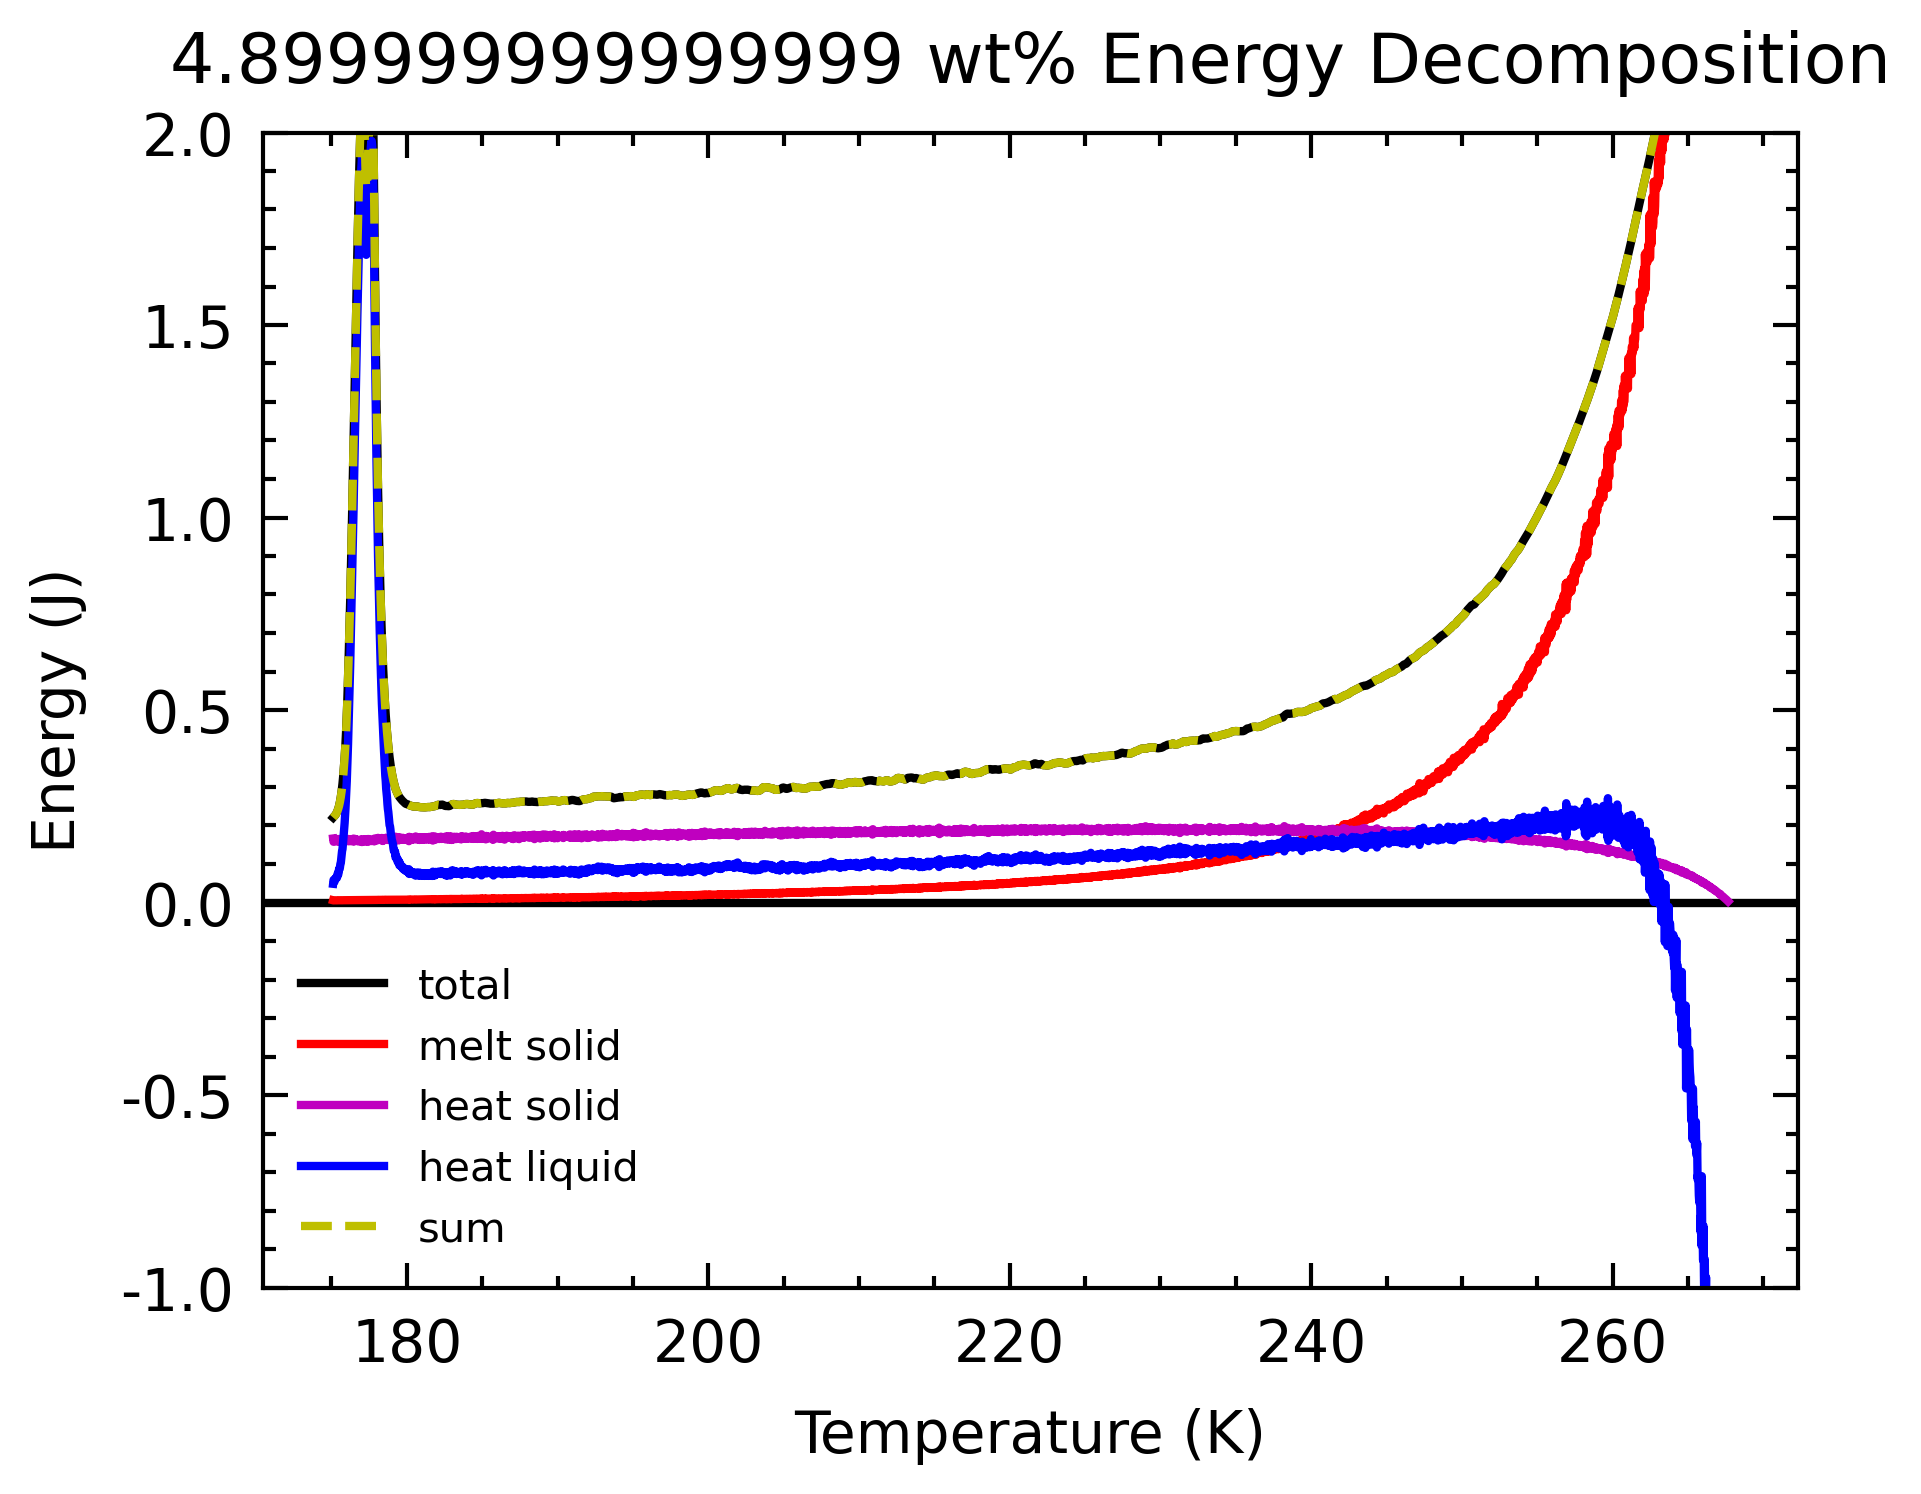 4.899999999999999 wt% Energy Decomposition
2.0
1.5
1.0
0.5
0.0
-0.5
-1.0
Energy (J)
total
melt solid
heat solid
heat liquid
sum
180 200 220 240 260
Temperature (K)